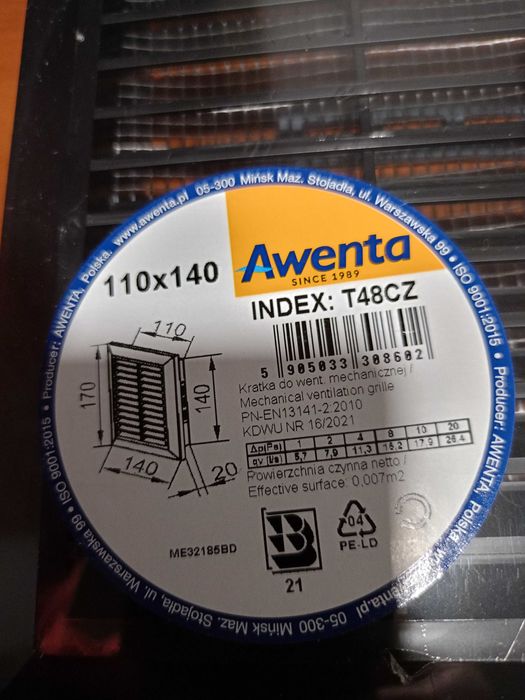 05-300 Mińsk Maz. Stojadła, ul. Warszawska 99 • ISO 9001:2015 • Producer: AWENTA, Polska, www.awenta.pl 05-300 Mińsk Maz. Stojadła, ul. Warszawska 99 • ISO 9001:2015 • Producer: AWENTA, Polska, www.awenta.pl
Awenta
SINCE 1989
110x140
INDEX: T48CZ
5 905033 308602
Kratka do went. mechanicznej /
Mechanical ventilation grille
PN-EN13141-2:2010
KDWU NR 16/2021
Δp(Pa) 1 2 4 8 10 20
qv (l/s) 5,7 7,9 11,3 15,2 17,9 26,4
Powierzchnia czynna netto /
Effective surface: 0,007m2
110
170
140
140
20
ME32185BD
B
21
04
PE-LD